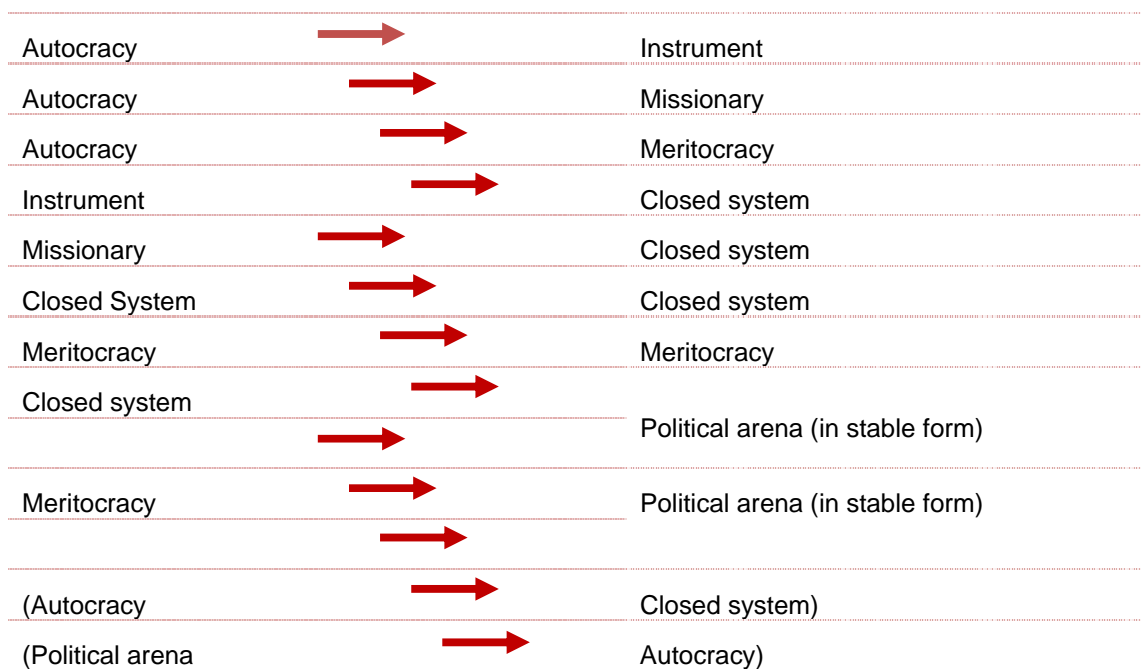 Autocracy Instrument
Autocracy Missionary
Autocracy Meritocracy
Instrument Closed system
Missionary Closed system
Closed System Closed system
Meritocracy Meritocracy
Closed system
Political arena (in stable form)
Meritocracy Political arena (in stable form)
(Autocracy Closed system)
(Political arena Autocracy)